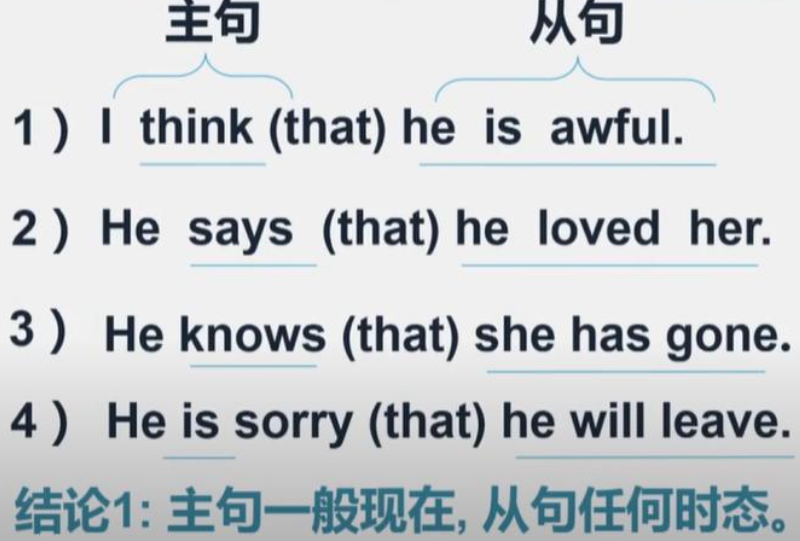 主句 从句
1 ) I think (that) he is awful.
2 ) He says (that) he loved her.
3 ) He knows (that) she has gone.
4 ) He is sorry (that) he will leave.
结论1: 主句一般现在, 从句任何时态。